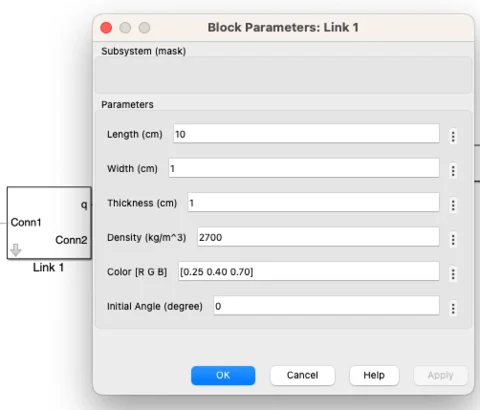 Block Parameters: Link 1
Subsystem (mask)
Parameters
Length (cm) 10
Width (cm) 1
Thickness (cm) 1
Density (kg/m^3) 2700
Color [R G B] [0.25 0.40 0.70]
Initial Angle (degree) 0
OK Cancel Help Apply
q
Conn1
Conn2
Link 1